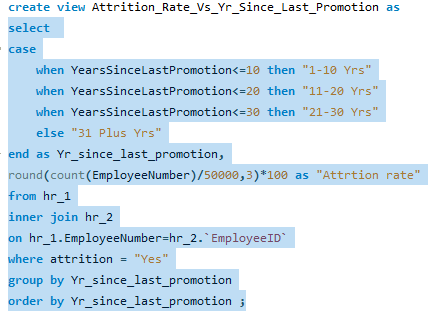 create view Attrition_Rate_Vs_Yr_Since_Last_Promotion as
select
case
when YearsSinceLastPromotion<=10 then "1-10 Yrs"
when YearsSinceLastPromotion<=20 then "11-20 Yrs"
when YearsSinceLastPromotion<=30 then "21-30 Yrs"
else "31 Plus Yrs"
end as Yr_since_last_promotion,
round(count(EmployeeNumber)/50000,3)*100 as "Attrtion rate"
from hr_1
inner join hr_2
on hr_1.EmployeeNumber=hr_2.`EmployeeID`
where attrition = "Yes"
group by Yr_since_last_promotion
order by Yr_since_last_promotion ;